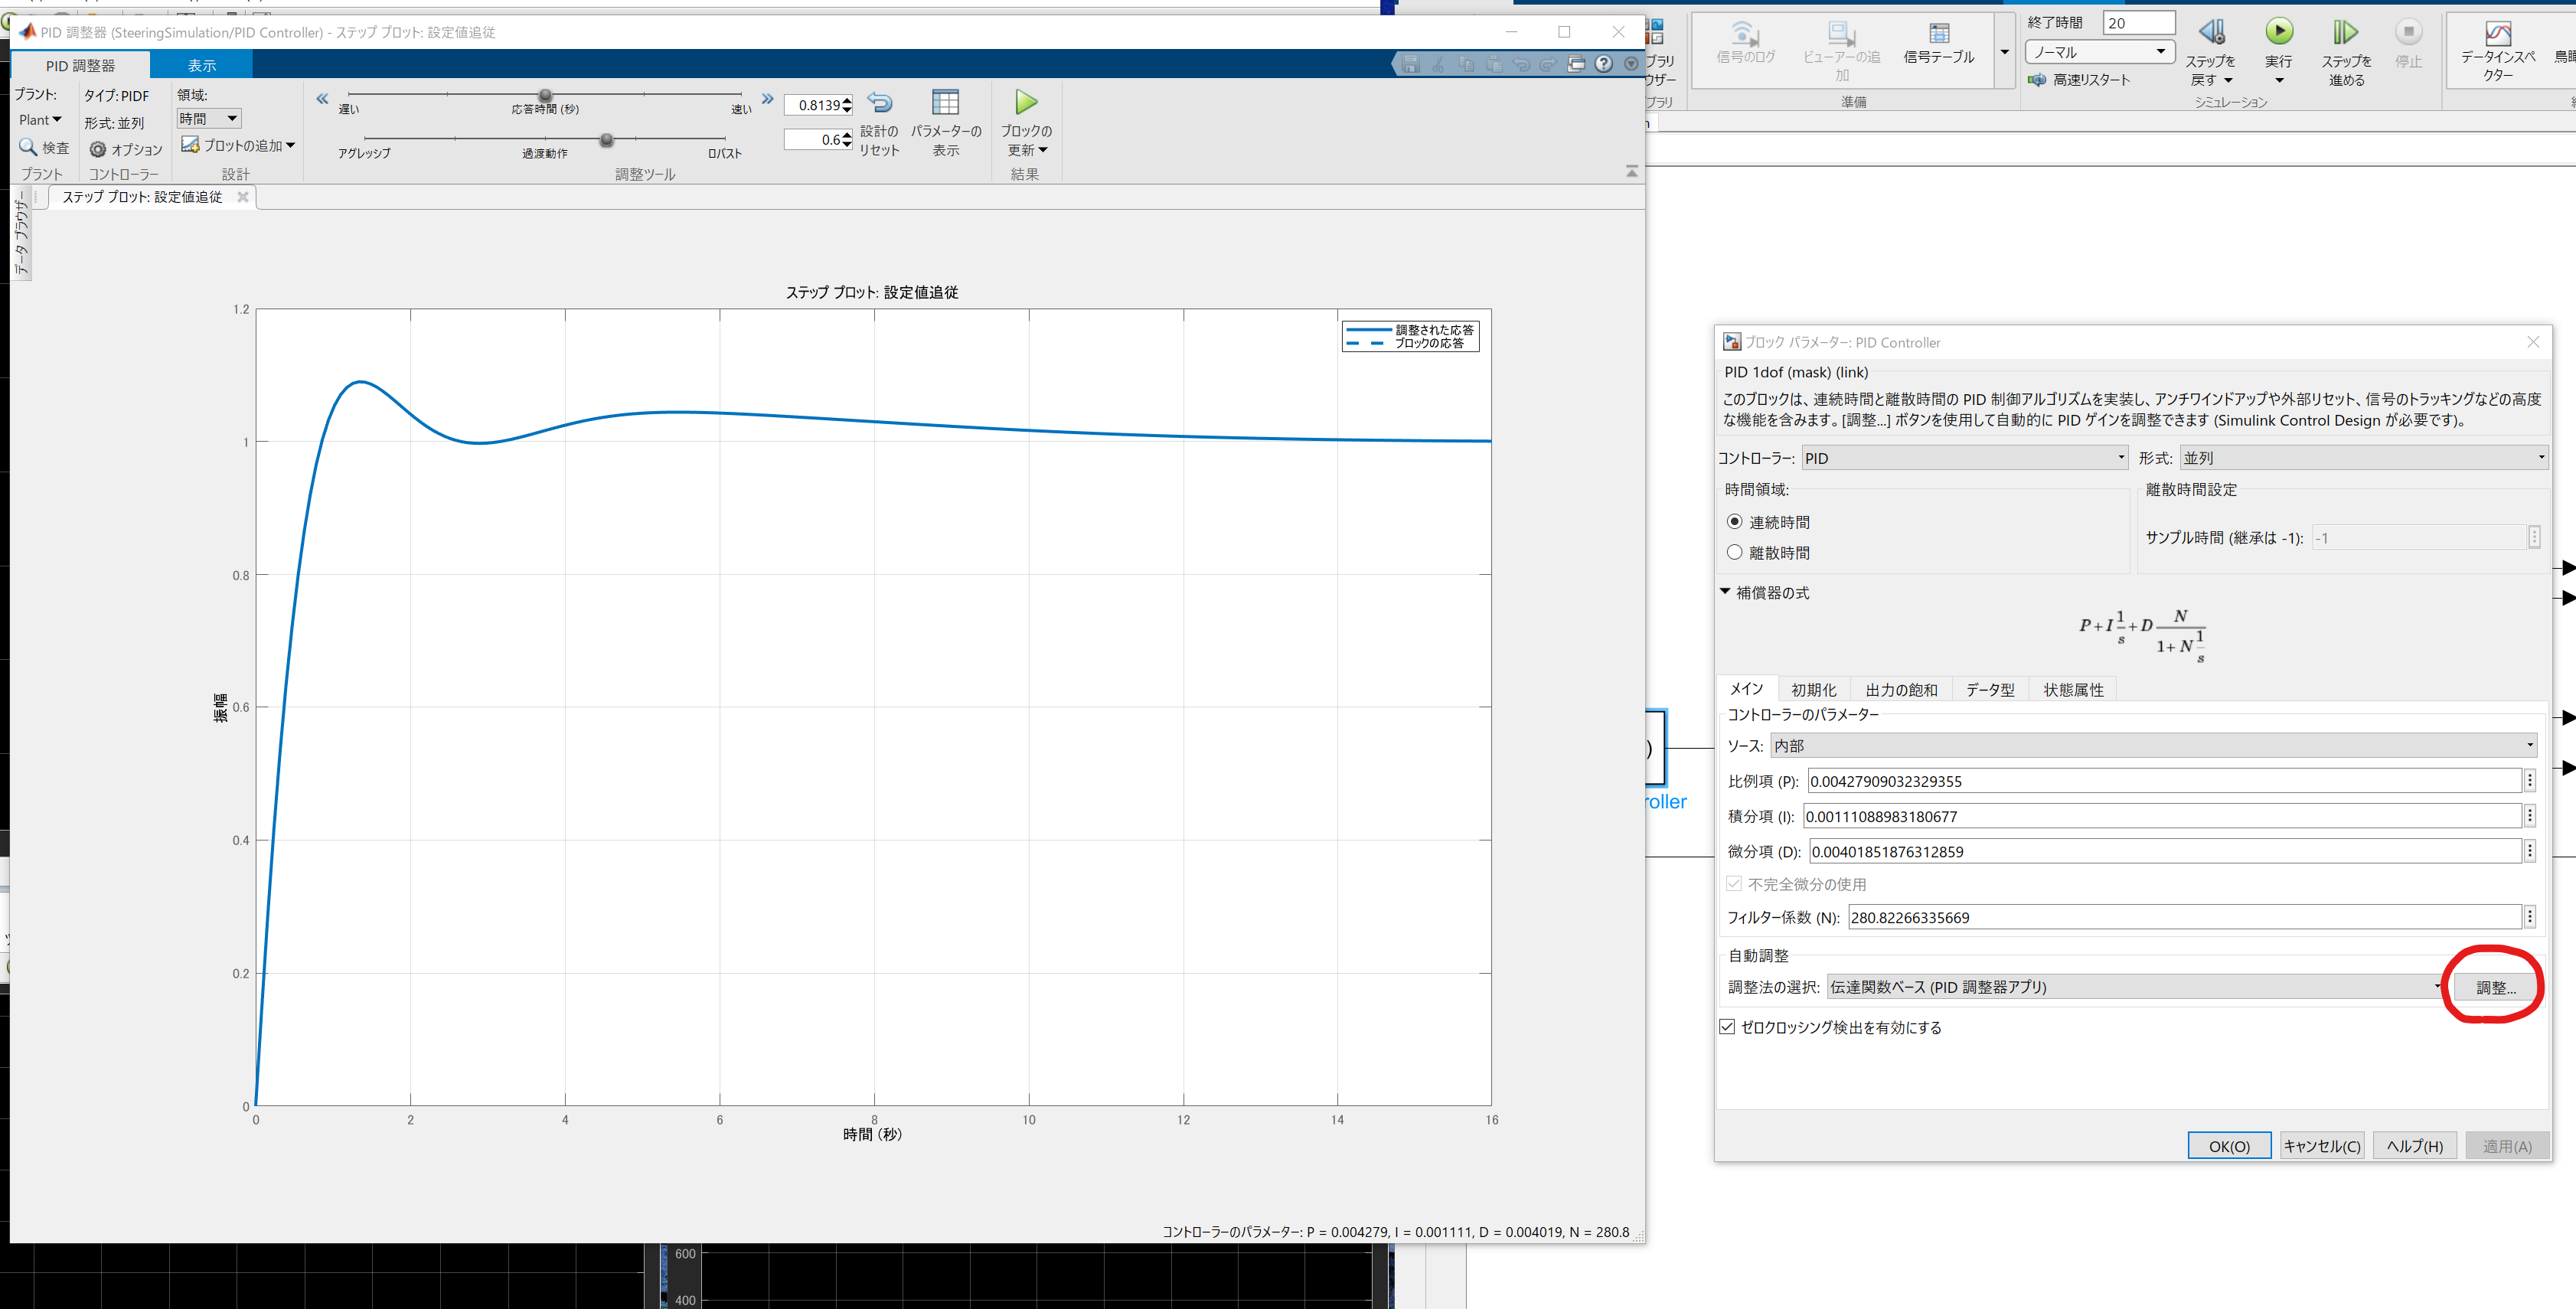 PID 調整器 (SteeringSimulation/PID Controller) - ステップ プロット: 設定値追従
PID 調整器
表示
プラント:
Plant
検査
プラント
タイプ: PIDF
形式: 並列
オプション
コントローラー
領域:
時間
プロットの追加
設計
遅い
応答時間 (秒)
速い
0.8139
アグレッシブ
過渡動作
ロバスト
0.6
設計の
リセット
パラメーターの
表示
調整ツール
ブロックの
更新
結果
データ ブラウザー
ステップ プロット: 設定値追従
ステップ プロット: 設定値追従
調整された応答
ブロックの応答
1.2
1
0.8
0.6
0.4
0.2
0
振幅
0
2
4
6
8
10
12
14
16
時間 (秒)
コントローラーのパラメーター: P = 0.004279, I = 0.001111, D = 0.004019, N = 280.8
600
400
ブラリ
ウザー
ブラリ
信号のログ
ビューアーの追
加
信号テーブル
準備
終了時間
20
ノーマル
高速リスタート
ステップを
戻す
実行
ステップを
進める
停止
シミュレーション
データ インスペ
クター
鳥瞰
roller
ブロック パラメーター: PID Controller
PID 1dof (mask) (link)
このブロックは、連続時間と離散時間の PID 制御アルゴリズムを実装し、アンチワインドアップや外部リセット、信号のトラッキングなどの高度
な機能を含みます。[調整...] ボタンを使用して自動的に PID ゲインを調整できます (Simulink Control Design が必要です)。
コントローラー: PID
形式: 並列
時間領域:
連続時間
離散時間
離散時間設定
サンプル時間 (継承は -1): -1
補償器の式
P+I 1/s +D N/(1+N 1/s)
メイン
初期化
出力の飽和
データ型
状態属性
コントローラーのパラメーター
ソース: 内部
比例項 (P): 0.00427909032329355
積分項 (I): 0.00111088983180677
微分項 (D): 0.00401851876312859
不完全微分の使用
フィルター係数 (N): 280.82266335669
自動調整
調整法の選択: 伝達関数ベース (PID 調整器アプリ)
調整...
ゼロクロッシング検出を有効にする
OK(O)
キャンセル(C)
ヘルプ(H)
適用(A)